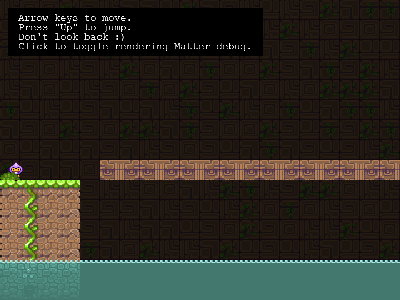 Arrow keys to move.
Press "Up" to jump.
Don't look back :)
Click to toggle rendering Matter debug.